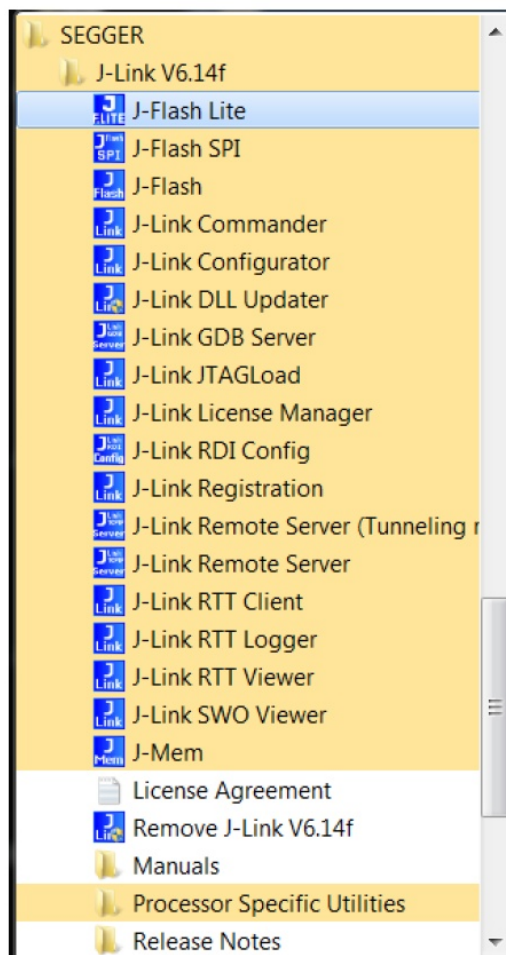 SEGGER
J-Link V6.14f
J-Flash Lite
J-Flash SPI
J-Flash
J-Link Commander
J-Link Configurator
J-Link DLL Updater
J-Link GDB Server
J-Link JTAGLoad
J-Link License Manager
J-Link RDI Config
J-Link Registration
J-Link Remote Server (Tunneling r
J-Link Remote Server
J-Link RTT Client
J-Link RTT Logger
J-Link RTT Viewer
J-Link SWO Viewer
J-Mem
License Agreement
Remove J-Link V6.14f
Manuals
Processor Specific Utilities
Release Notes